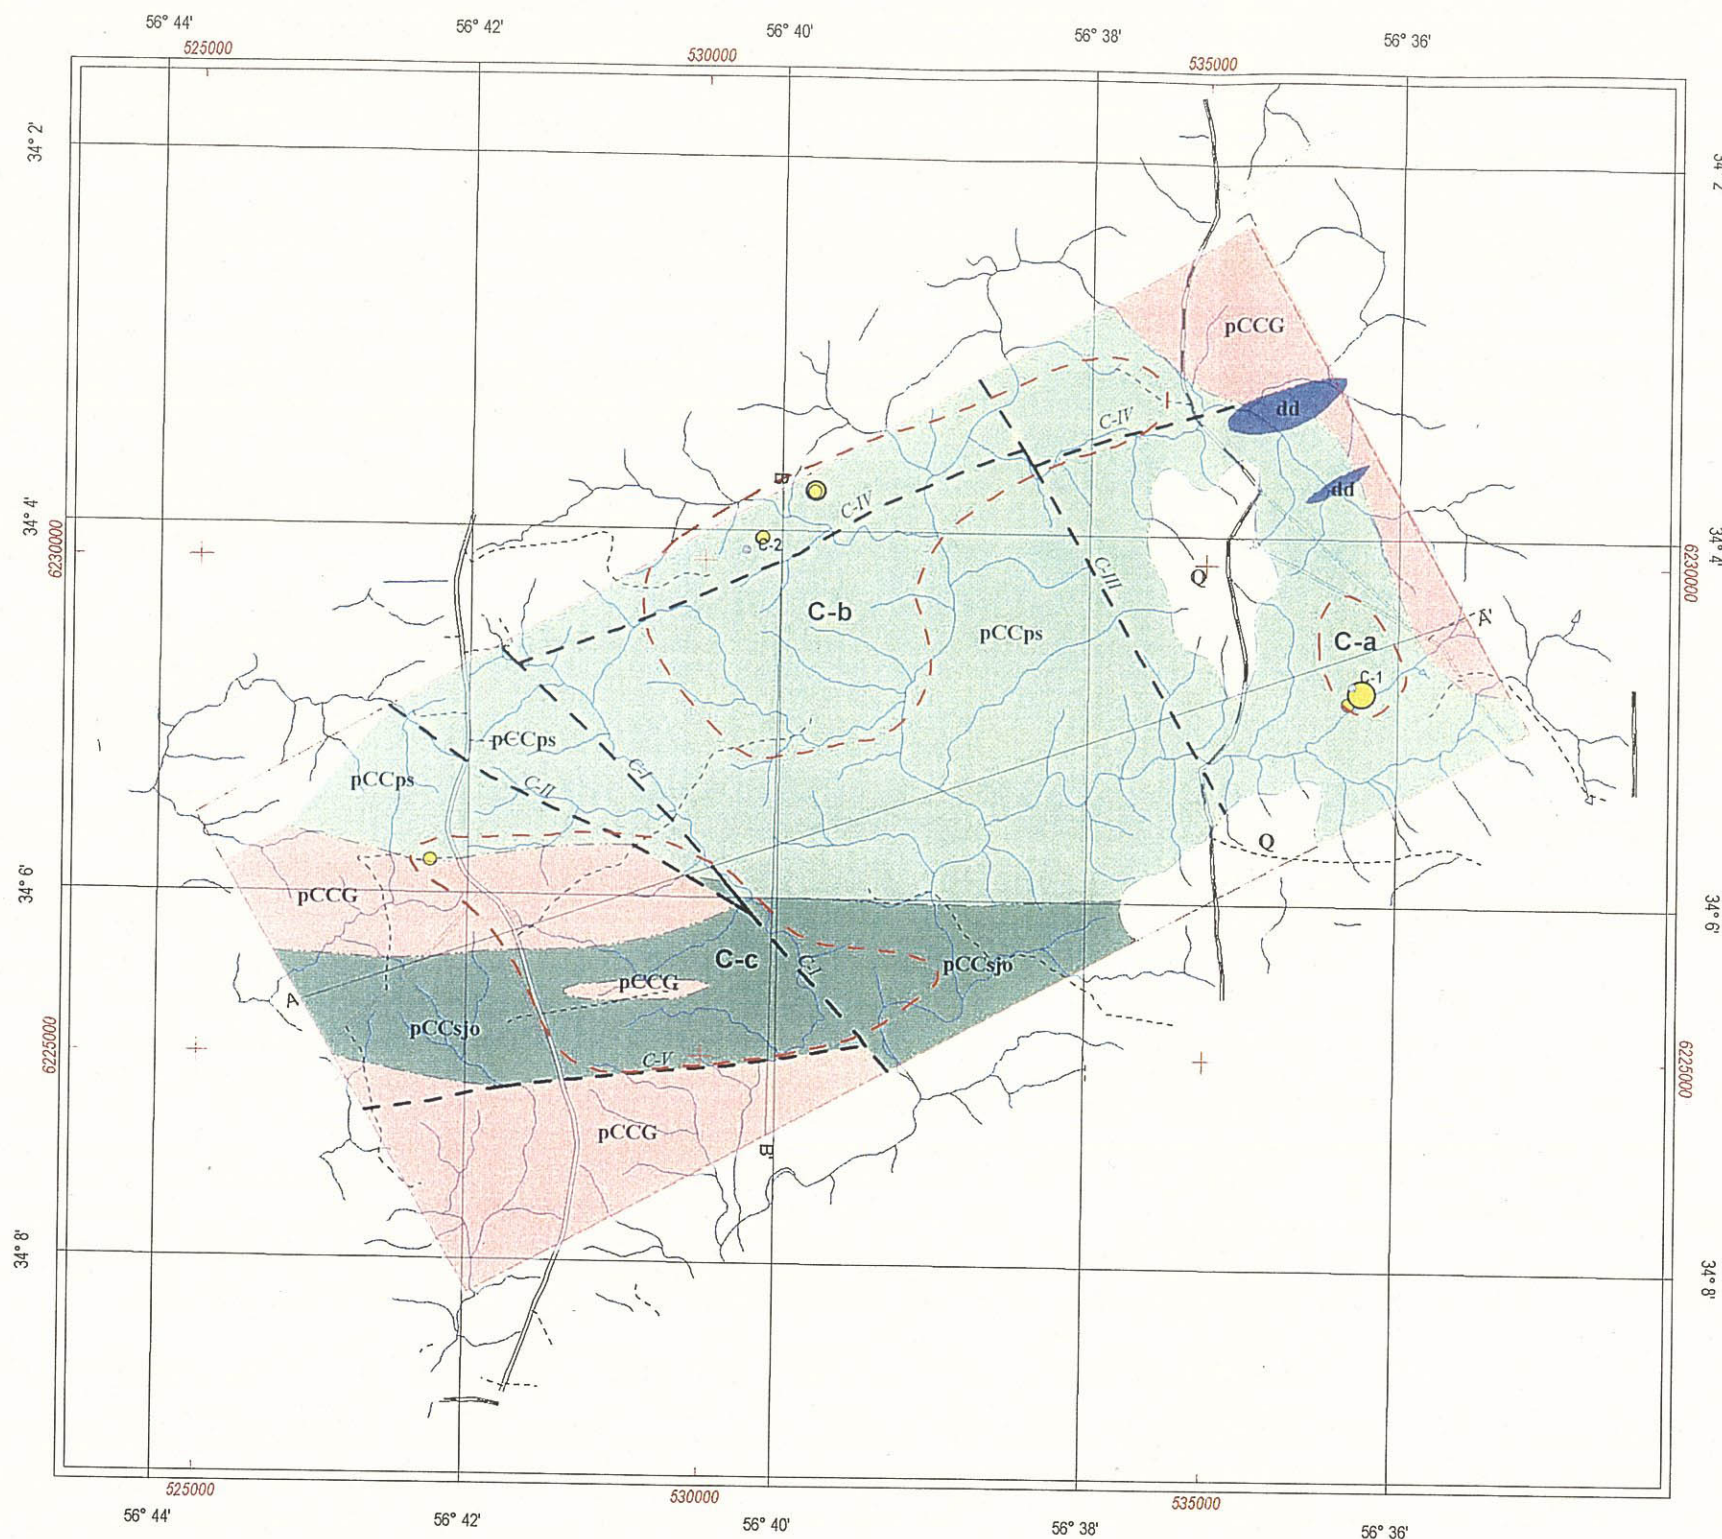 56° 44'
56° 42'
56° 40'
56° 38'
56° 36'
525000
530000
535000
34° 2'
34° 2
pCCG
dd
C-IV
B
C-IV
dd
34° 4'
34° 4'
C-2
6230000
6230000
C-III
Q
C-b
pCCps
C-a
A'
C-1
pCCps
pCCps
C-I
C-II
Q
34° 6'
34° 6'
pCCG
C-c
C-I
pCCsjo
pCCG
A
pCCsjo
C-V
6225000
6225000
pCCG
B'
34° 8'
34° 8'
525000
530000
535000
56° 44'
56° 42'
56° 40'
56° 38'
56° 36'